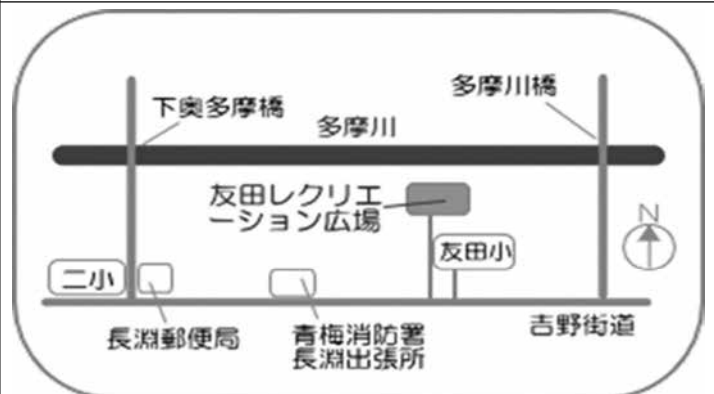 多摩川橋
下奥多摩橋
多摩川
友田レクリエ
ーション広場
N
友田小
二小
長淵郵便局
青梅消防署
長淵出張所
吉野街道